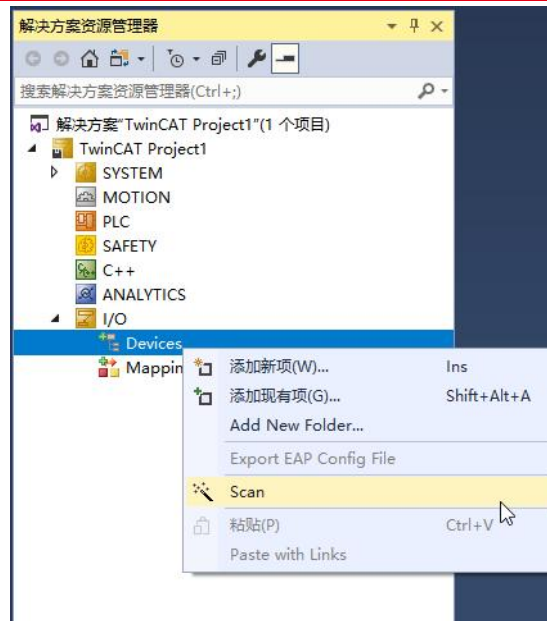 解决方案资源管理器
搜索解决方案资源管理器(Ctrl+;)
解决方案"TwinCAT Project1"(1 个项目)
TwinCAT Project1
SYSTEM
MOTION
PLC
SAFETY
C++
ANALYTICS
I/O
Devices
Mappin
添加新项(W)... Ins
添加现有项(G)... Shift+Alt+A
Add New Folder...
Export EAP Config File
Scan
粘贴(P) Ctrl+V
Paste with Links